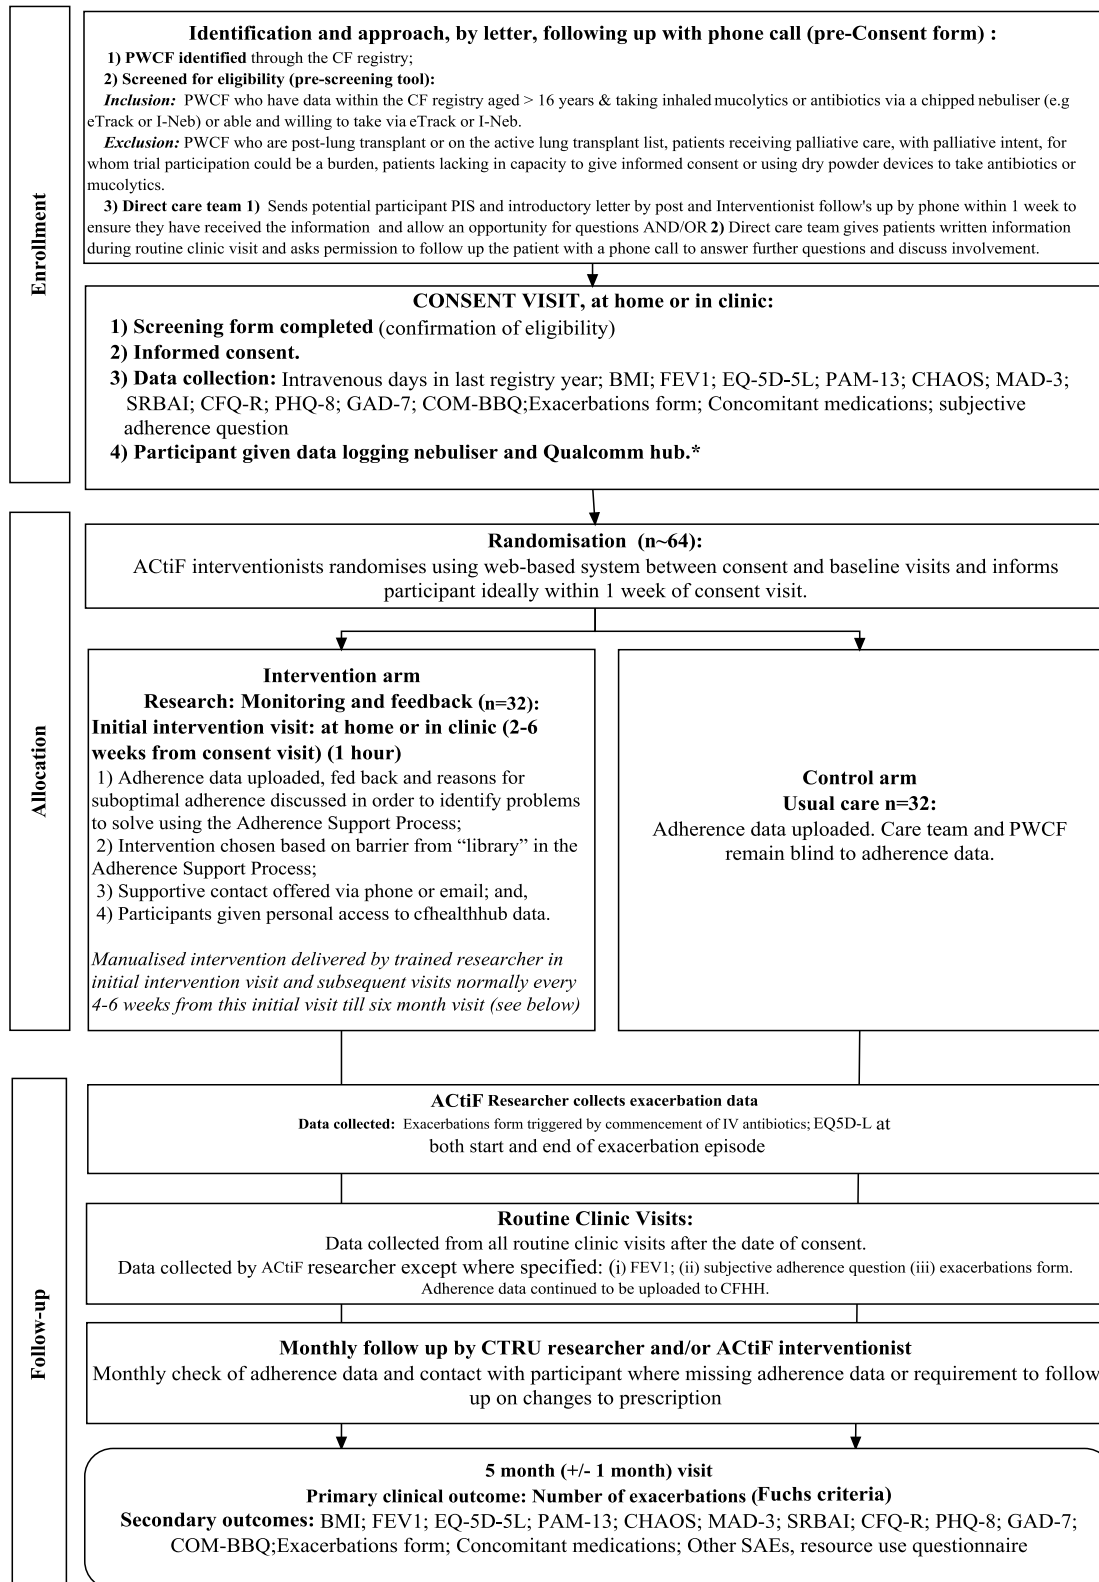 Enrollment
Identification and approach, by letter, following up with phone call (pre-Consent form) :
1) PWCF identified through the CF registry;
2) Screened for eligibility (pre-screening tool):
Inclusion: PWCF who have data within the CF registry aged > 16 years & taking inhaled mucolytics or antibiotics via a chipped nebuliser (e.g
eTrack or I-Neb) or able and willing to take via eTrack or I-Neb.
Exclusion: PWCF who are post-lung transplant or on the active lung transplant list, patients receiving palliative care, with palliative intent, for
whom trial participation could be a burden, patients lacking in capacity to give informed consent or using dry powder devices to take antibiotics or
mucolytics.
3) Direct care team 1) Sends potential participant PIS and introductory letter by post and Interventionist follow's up by phone within 1 week to
ensure they have received the information and allow an opportunity for questions AND/OR 2) Direct care team gives patients written information
during routine clinic visit and asks permission to follow up the patient with a phone call to answer further questions and discuss involvement.
CONSENT VISIT, at home or in clinic:
1) Screening form completed (confirmation of eligibility)
2) Informed consent.
3) Data collection: Intravenous days in last registry year; BMI; FEV1; EQ-5D-5L; PAM-13; CHAOS; MAD-3;
SRBAI; CFQ-R; PHQ-8; GAD-7; COM-BBQ;Exacerbations form; Concomitant medications; subjective
adherence question
4) Participant given data logging nebuliser and Qualcomm hub.*
Allocation
Randomisation (n~64):
ACtiF interventionists randomises using web-based system between consent and baseline visits and informs
participant ideally within 1 week of consent visit.
Intervention arm
Research: Monitoring and feedback (n=32):
Initial intervention visit: at home or in clinic (2-6
weeks from consent visit) (1 hour)
1) Adherence data uploaded, fed back and reasons for
suboptimal adherence discussed in order to identify problems
to solve using the Adherence Support Process;
2) Intervention chosen based on barrier from “library” in the
Adherence Support Process;
3) Supportive contact offered via phone or email; and,
4) Participants given personal access to cfhealthhub data.
Manualised intervention delivered by trained researcher in
initial intervention visit and subsequent visits normally every
4-6 weeks from this initial visit till six month visit (see below)
Control arm
Usual care n=32:
Adherence data uploaded. Care team and PWCF
remain blind to adherence data.
Follow-up
ACtiF Researcher collects exacerbation data
Data collected: Exacerbations form triggered by commencement of IV antibiotics; EQ5D-L at
both start and end of exacerbation episode
Routine Clinic Visits:
Data collected from all routine clinic visits after the date of consent.
Data collected by ACtiF researcher except where specified: (i) FEV1; (ii) subjective adherence question (iii) exacerbations form.
Adherence data continued to be uploaded to CFHH.
Monthly follow up by CTRU researcher and/or ACtiF interventionist
Monthly check of adherence data and contact with participant where missing adherence data or requirement to follow
up on changes to prescription
5 month (+/- 1 month) visit
Primary clinical outcome: Number of exacerbations (Fuchs criteria)
Secondary outcomes: BMI; FEV1; EQ-5D-5L; PAM-13; CHAOS; MAD-3; SRBAI; CFQ-R; PHQ-8; GAD-7;
COM-BBQ;Exacerbations form; Concomitant medications; Other SAEs, resource use questionnaire